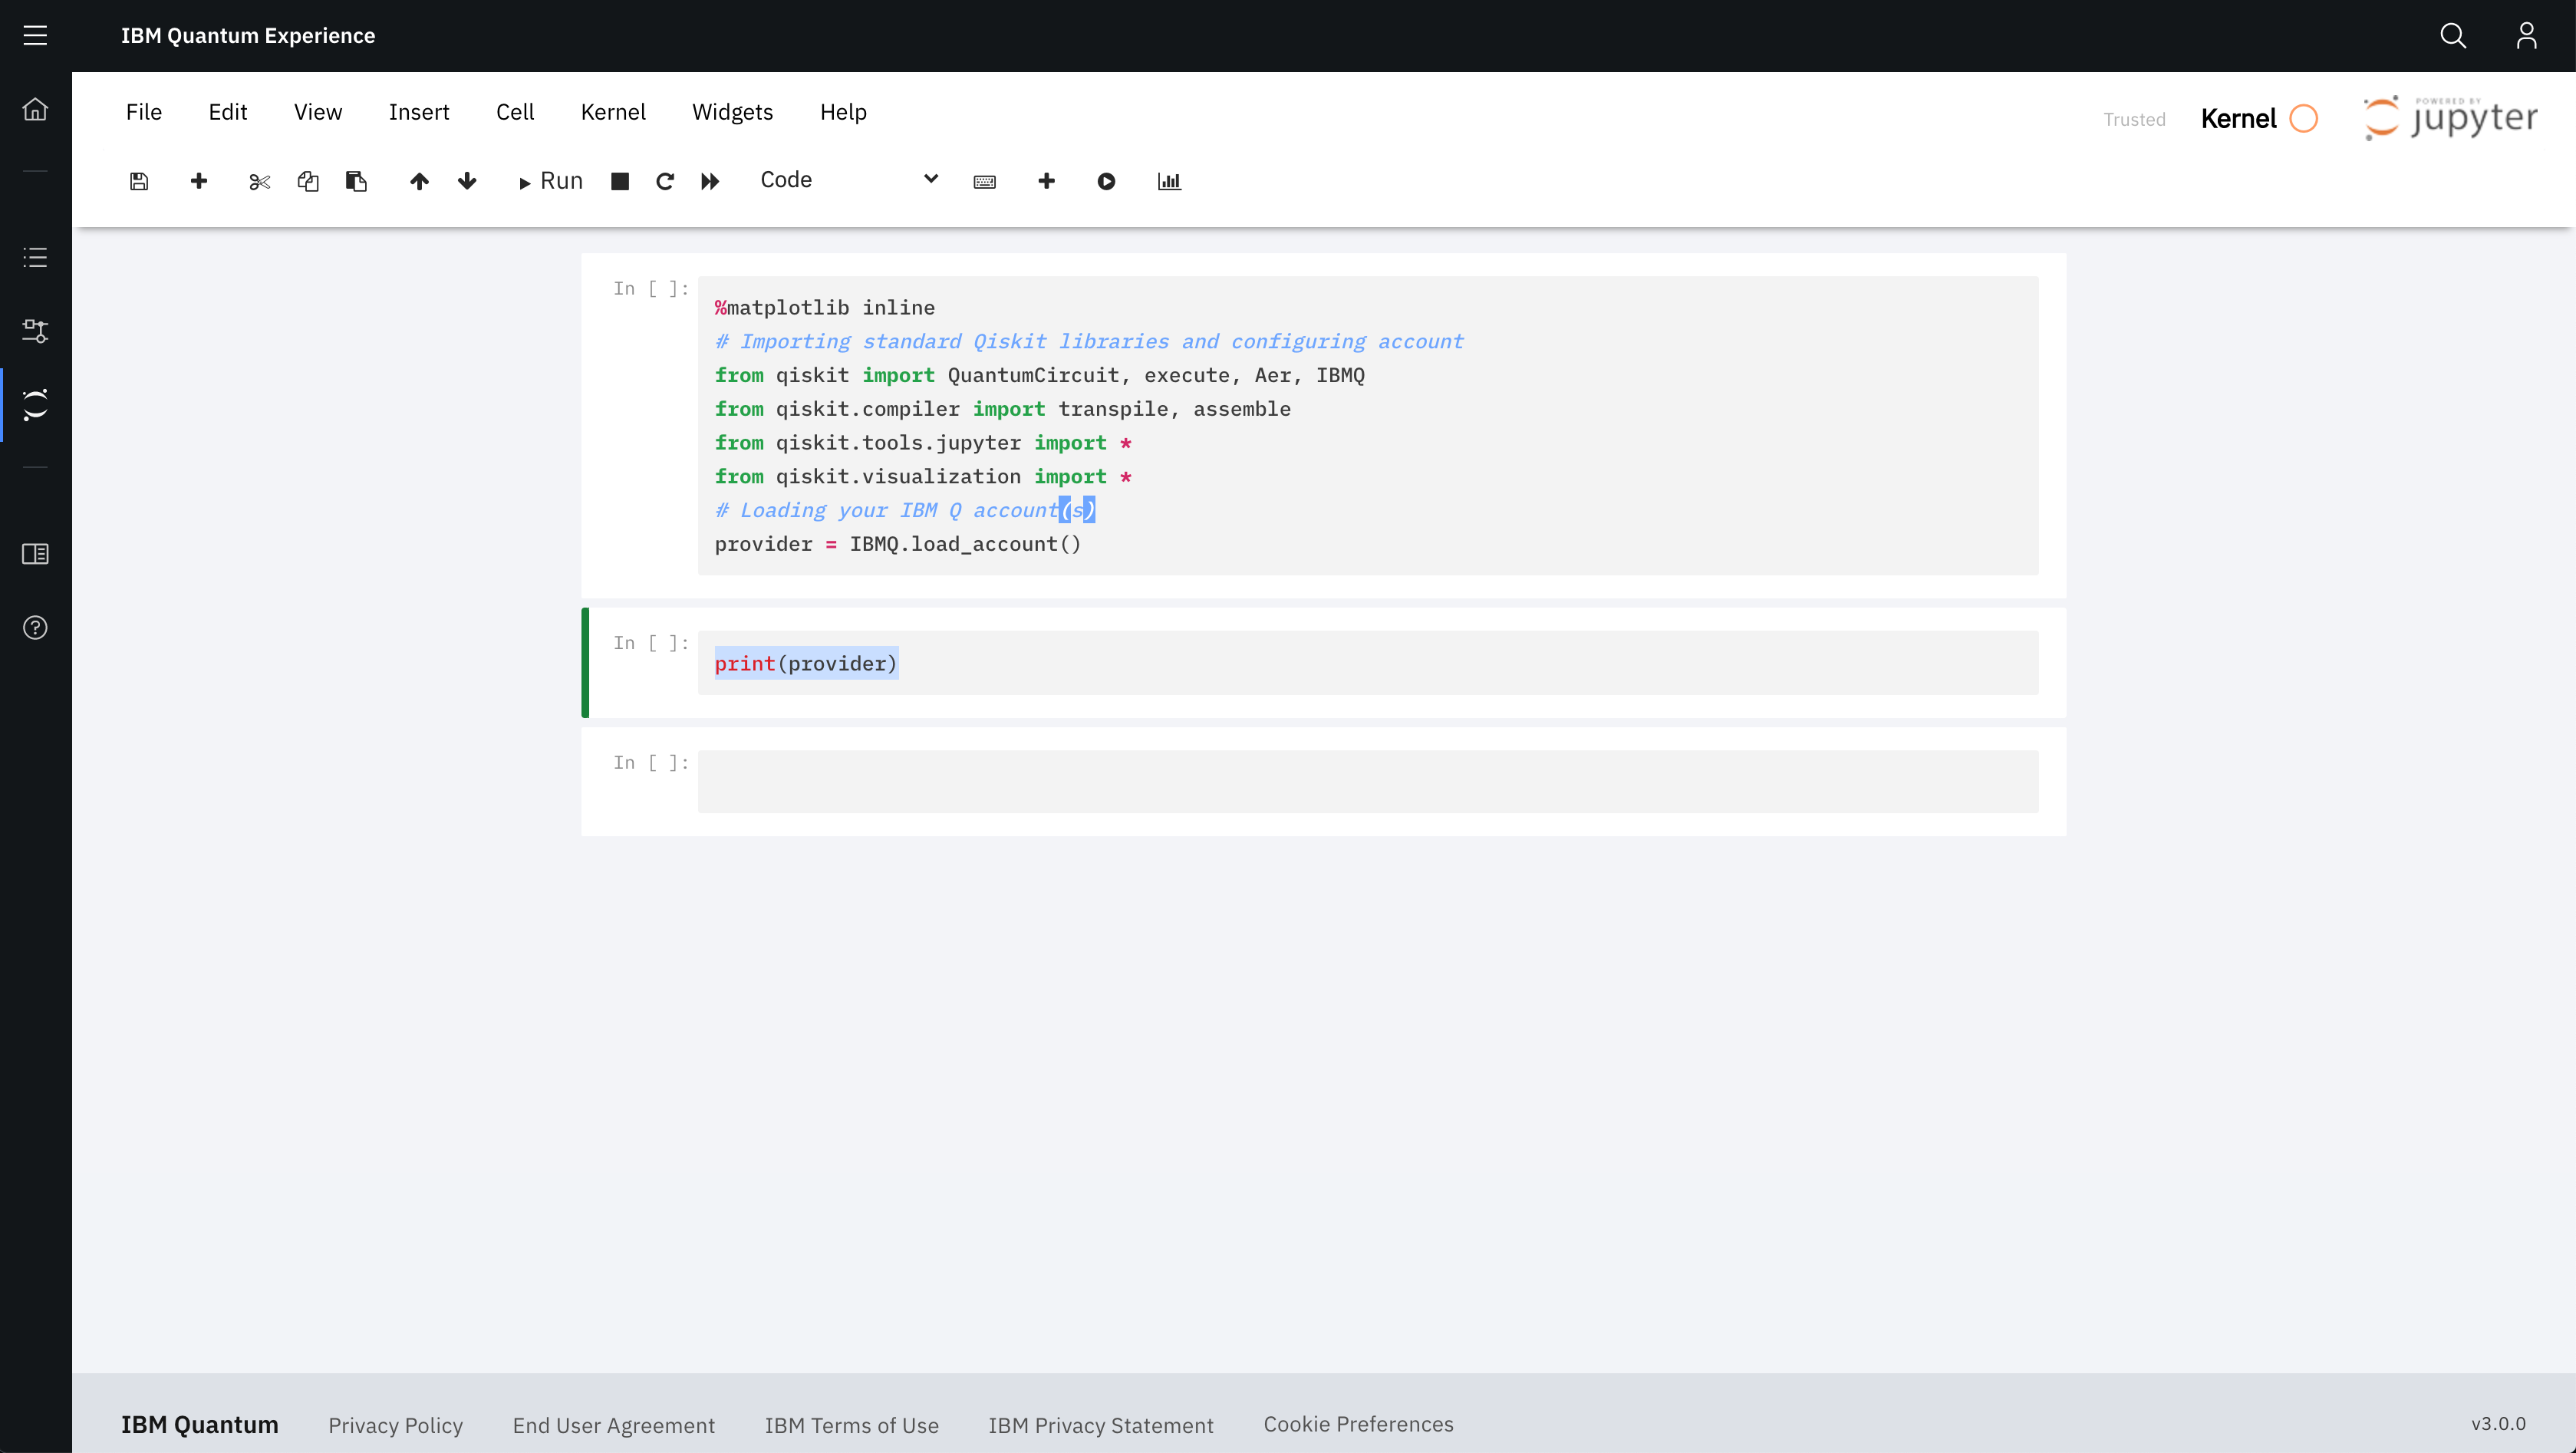 IBM Quantum Experience
File Edit View Insert Cell Kernel Widgets Help
Trusted Kernel POWERED BY jupyter
Run Code
In [ ]:
%matplotlib inline
# Importing standard Qiskit libraries and configuring account
from qiskit import QuantumCircuit, execute, Aer, IBMQ
from qiskit.compiler import transpile, assemble
from qiskit.tools.jupyter import *
from qiskit.visualization import *
# Loading your IBM Q account(s)
provider = IBMQ.load_account()
In [ ]:
print(provider)
In [ ]:
IBM Quantum Privacy Policy End User Agreement IBM Terms of Use IBM Privacy Statement Cookie Preferences v3.0.0